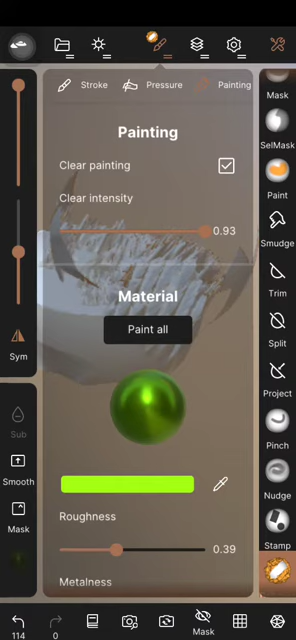 Stroke
Pressure
Painting
Mask
Painting
SelMask
Clear painting
Clear intensity
Paint
0.93
Smudge
Material
Trim
Paint all
Split
Sym
Project
Sub
Pinch
Smooth
Nudge
Roughness
Mask
Stamp
0.39
Metalness
114
0
Mask